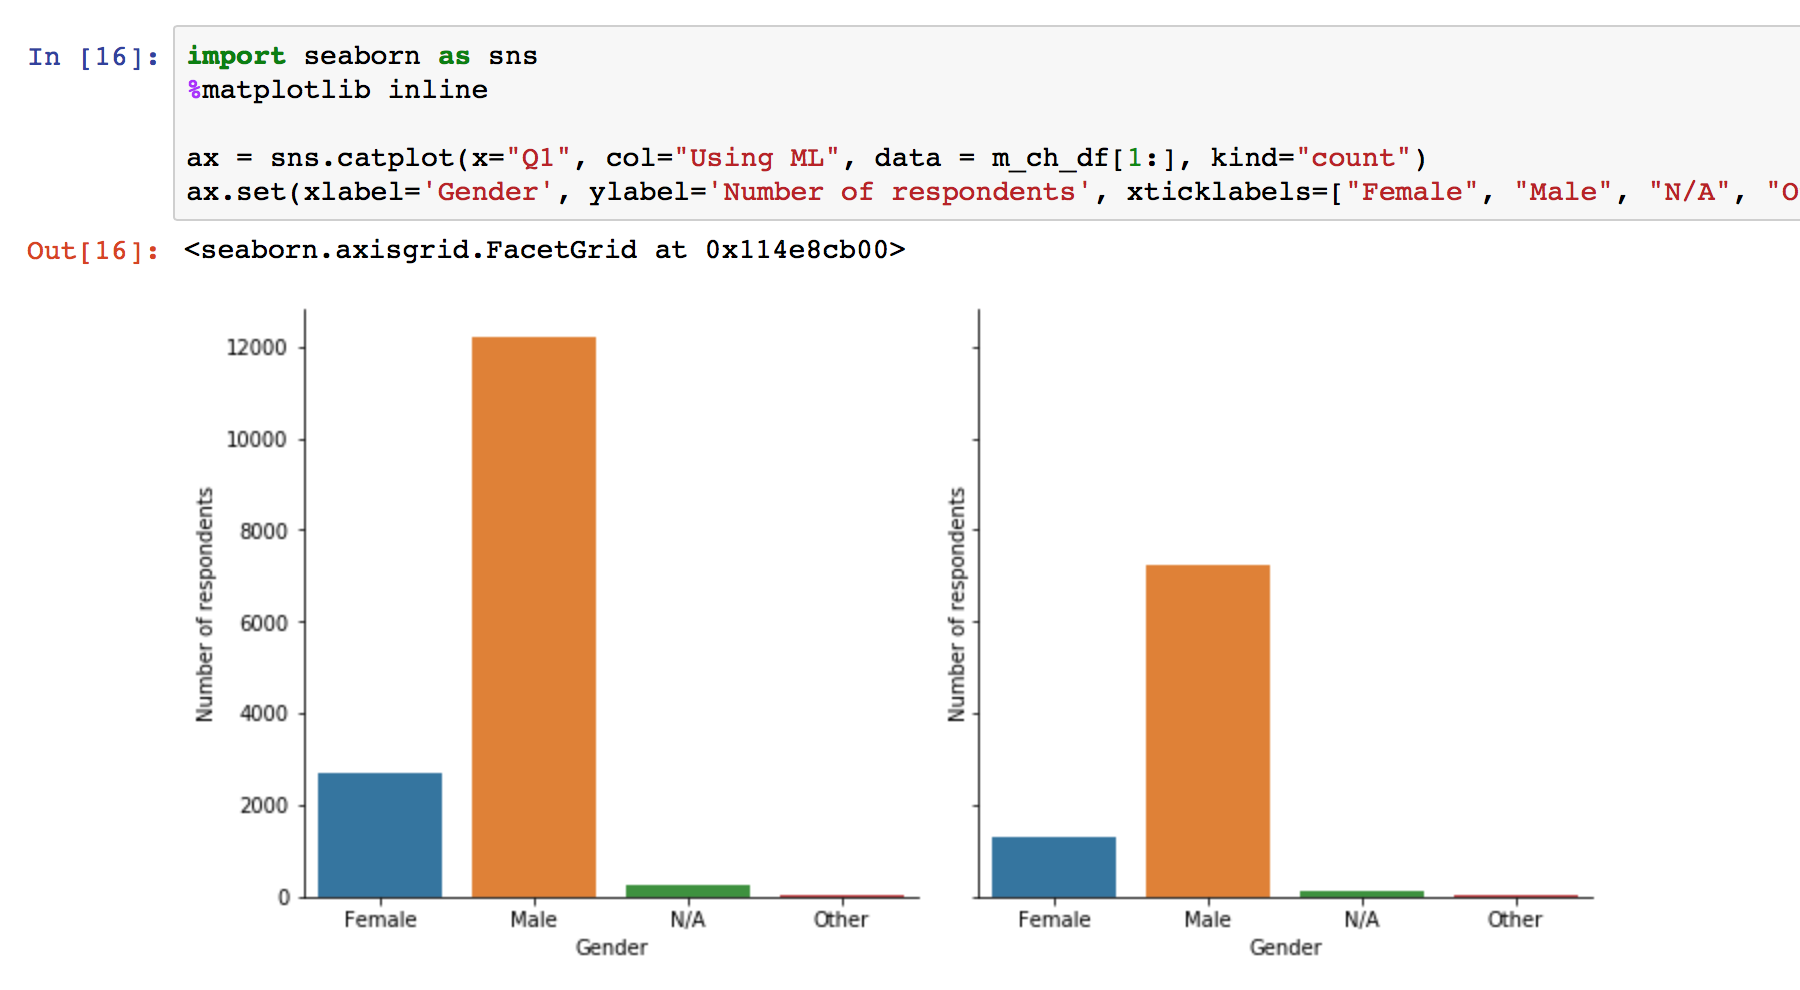 In [16]:
import seaborn as sns
%matplotlib inline
ax = sns.catplot(x="Q1", col="Using ML", data = m_ch_df[1:], kind="count")
ax.set(xlabel='Gender', ylabel='Number of respondents', xticklabels=["Female", "Male", "N/A", "O
Out[16]:
<seaborn.axisgrid.FacetGrid at 0x114e8cb00>
12000
10000
8000
6000
4000
2000
0
Number of respondents
Female Male N/A Other
Gender
Number of respondents
Female Male N/A Other
Gender